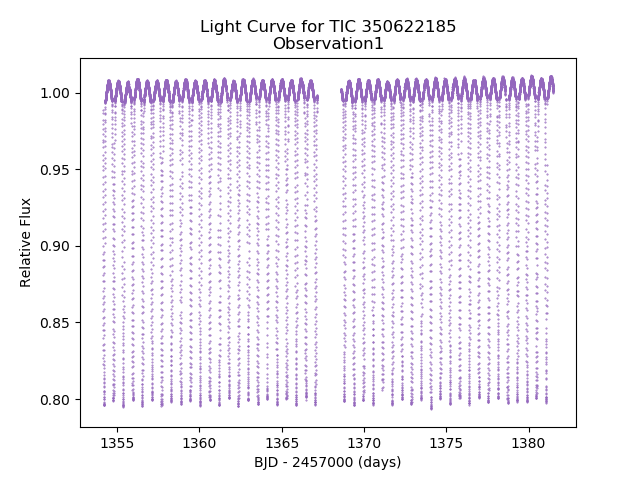 Light Curve for TIC 350622185
Observation1
1.00
0.95
0.90
0.85
0.80
Relative Flux
1355
1360
1365
1370
1375
1380
BJD - 2457000 (days)